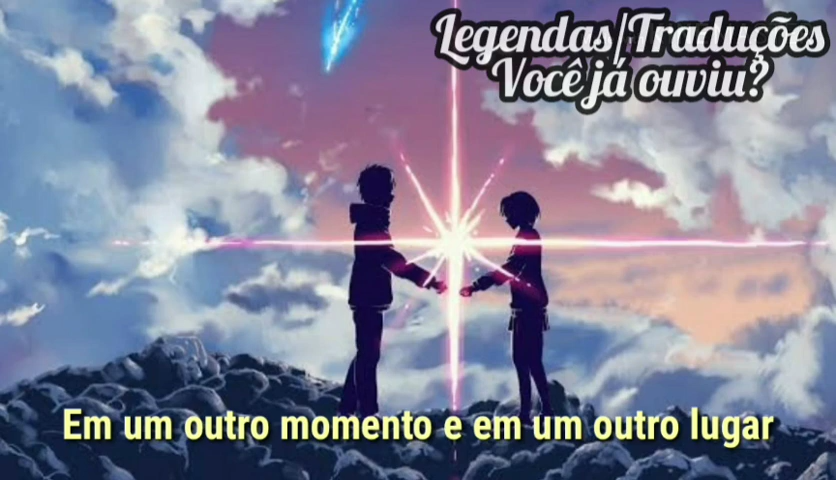 Legendas|Traduções
Você já ouviu?
Em um outro momento e em um outro lugar